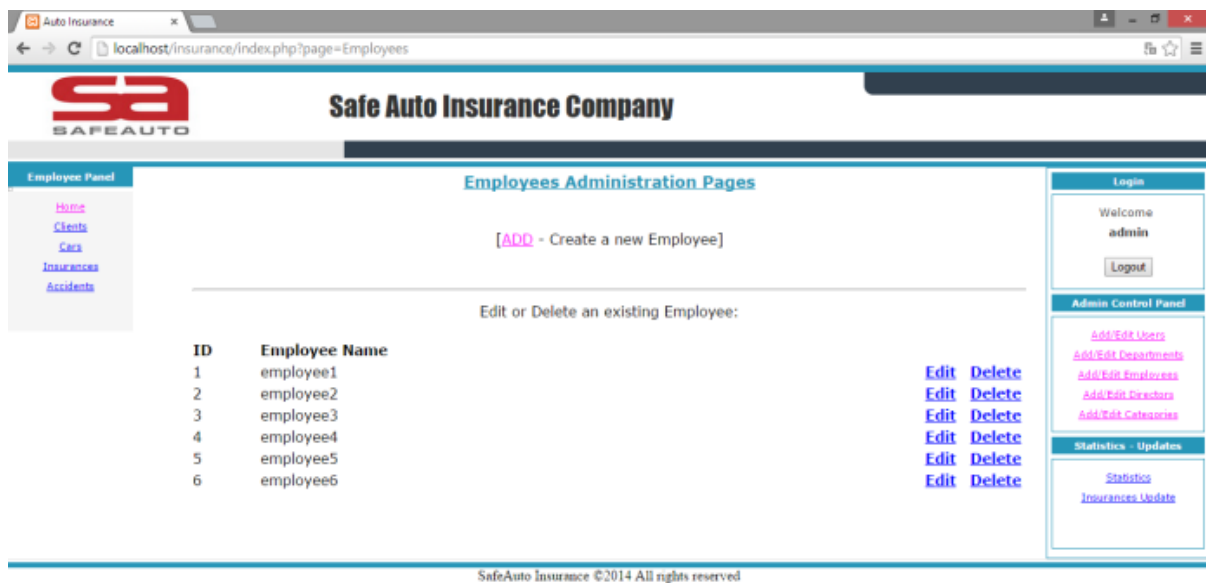 Auto Insurance
localhost/insurance/index.php?page=Employees
sa
SAFEAUTO
Safe Auto Insurance Company
Employee Panel
Home
Clients
Cars
Insurances
Accidents
Employees Administration Pages
[ADD - Create a new Employee]
Edit or Delete an existing Employee:
ID Employee Name
1 employee1 Edit Delete
2 employee2 Edit Delete
3 employee3 Edit Delete
4 employee4 Edit Delete
5 employee5 Edit Delete
6 employee6 Edit Delete
Login
Welcome
admin
Logout
Admin Control Panel
Add/Edit Users
Add/Edit Departments
Add/Edit Employees
Add/Edit Directors
Add/Edit Categories
Statistics - Updates
Statistics
Insurances Update
SafeAuto Insurance ©2014 All rights reserved